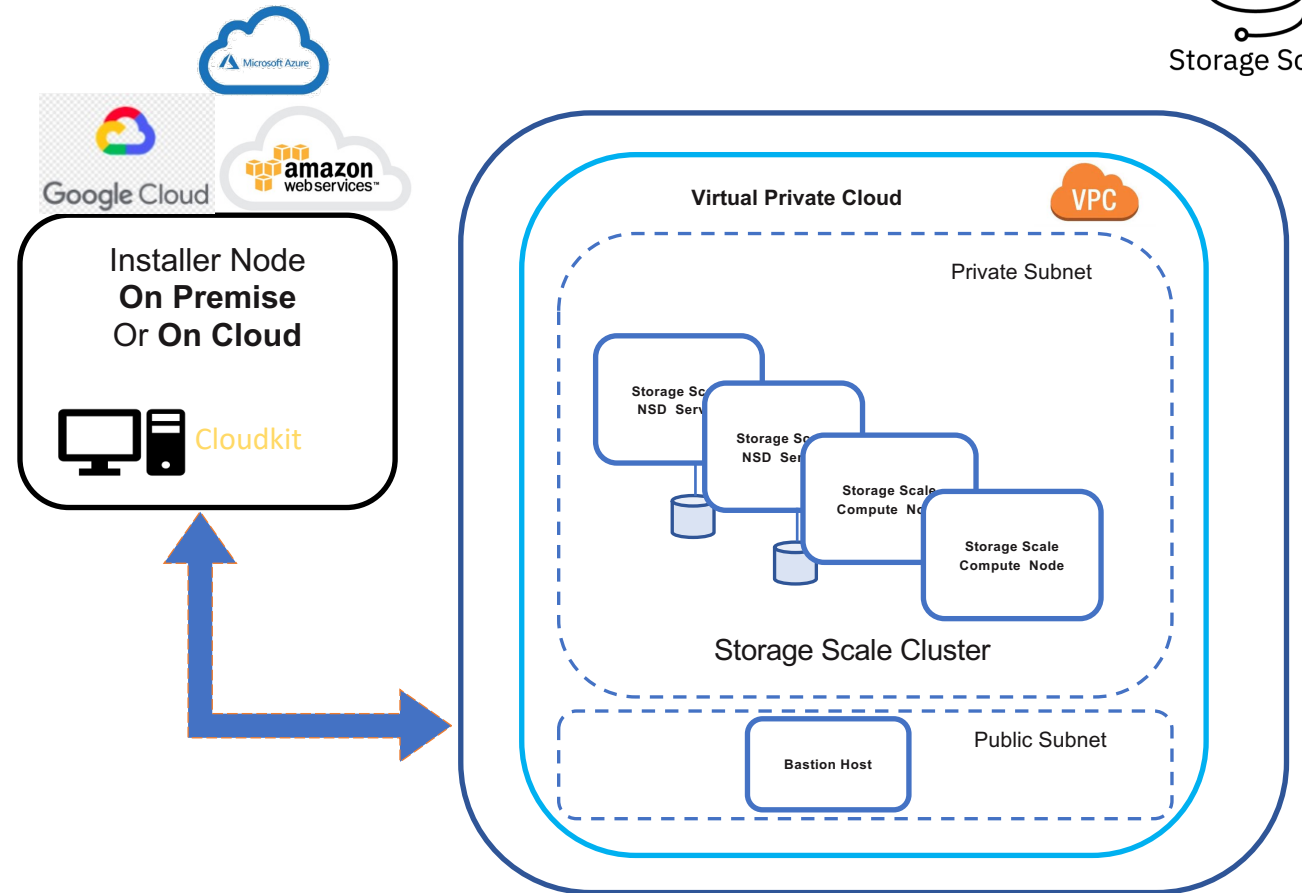 Storage Sc
Microsoft Azure
Google Cloud
amazon
webservices™
Installer Node
On Premise
Or On Cloud
Cloudkit
Virtual Private Cloud
VPC
Private Subnet
Storage Sc
NSD Serv
Storage Sc
NSD Ser
Storage Scale
Compute No
Storage Scale
Compute Node
Storage Scale Cluster
Public Subnet
Bastion Host